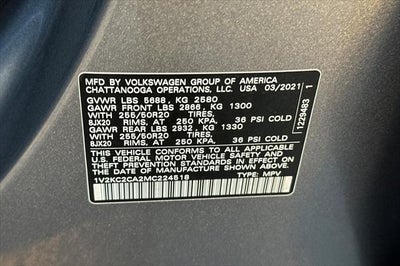 MFD BY VOLKSWAGEN GROUP OF AMERICA
CHATTANOOGA OPERATIONS, LLC. USA 03/2021
GVWR LBS 5688, KG 2580
GAWR FRONT LBS 2866, KG 1300
WITH 255/50R20 TIRES,
8JX20 RIMS, AT 250 KPA, 36 PSI COLD
GAWR REAR LBS 2932, KG 1330
WITH 255/50R20 TIRES,
8JX20 RIMS, AT 250 KPA, 36 PSI COLD
THIS VEHICLE CONFORMS TO ALL APPLICABLE
U.S. FEDERAL MOTOR VEHICLE SAFETY AND
THEFT PREVENTION STANDARDS IN EFFECT ON
THE DATE OF MANUFACTURE SHOWN ABOVE.
1V2KC2CA2MC224518 TYPE: MPV
1229483 1